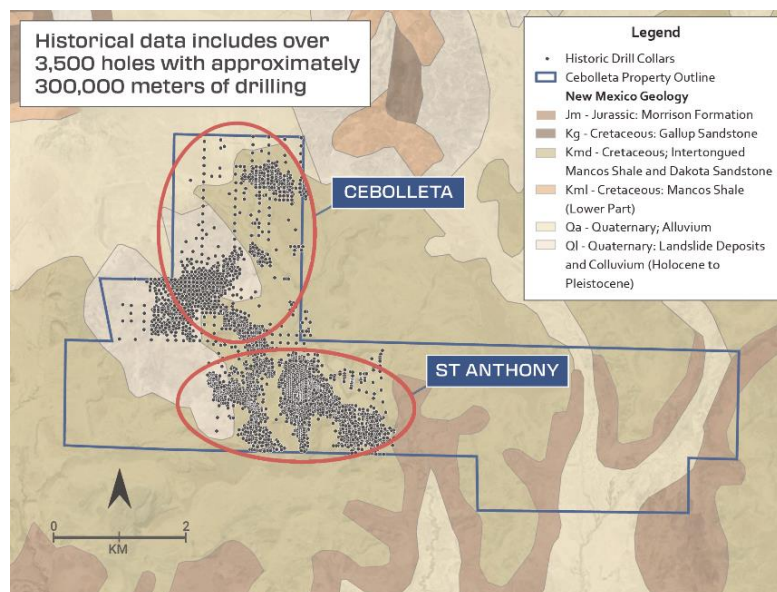 Historical data includes over
3,500 holes with approximately
300,000 meters of drilling
Legend
Historic Drill Collars
Cebolleta Property Outline
New Mexico Geology
Jm - Jurassic: Morrison Formation
Kg - Cretaceous: Gallup Sandstone
Kmd - Cretaceous; Intertongued
Mancos Shale and Dakota Sandstone
Kml - Cretaceous: Mancos Shale
(Lower Part)
Qa - Quaternary; Alluvium
Ql - Quaternary: Landslide Deposits
and Colluvium (Holocene to
Pleistocene)
CEBOLLETA
ST ANTHONY
0 2
KM